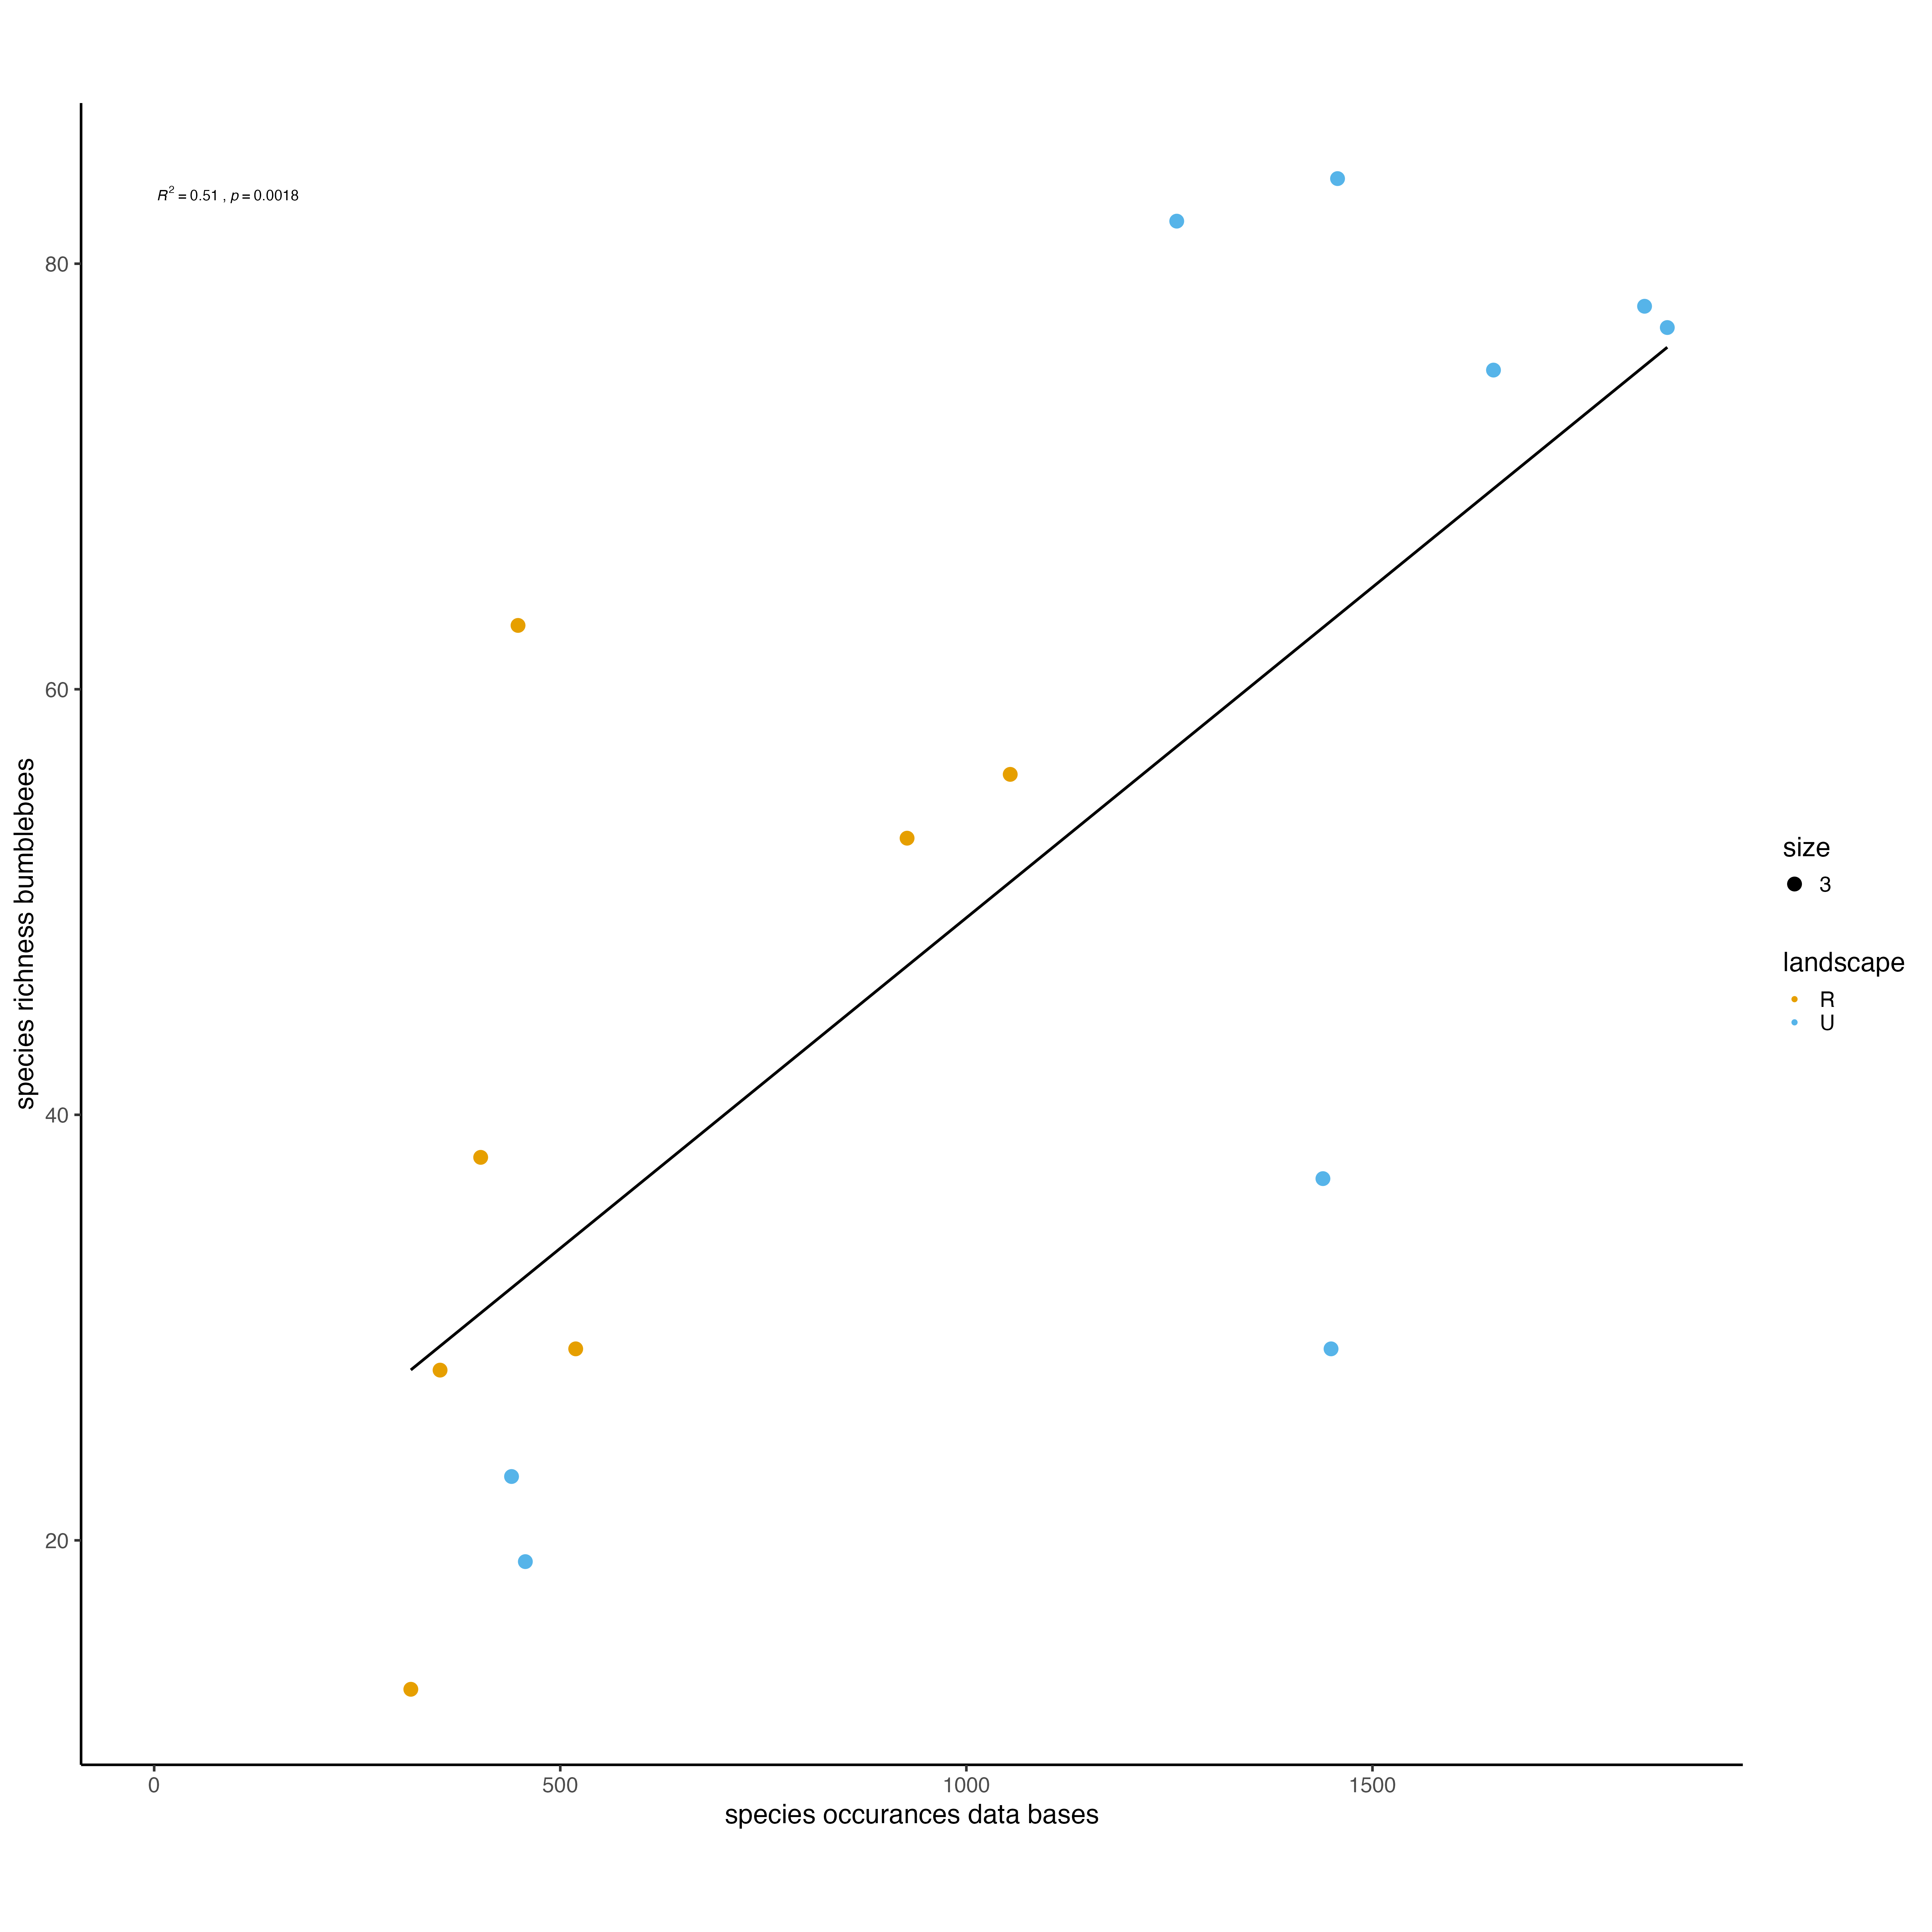 R² = 0.51 , p = 0.0018
80
60
40
20
species richness bumblebees
0 500 1000 1500
species occurances data bases
size
3
landscape
R
U